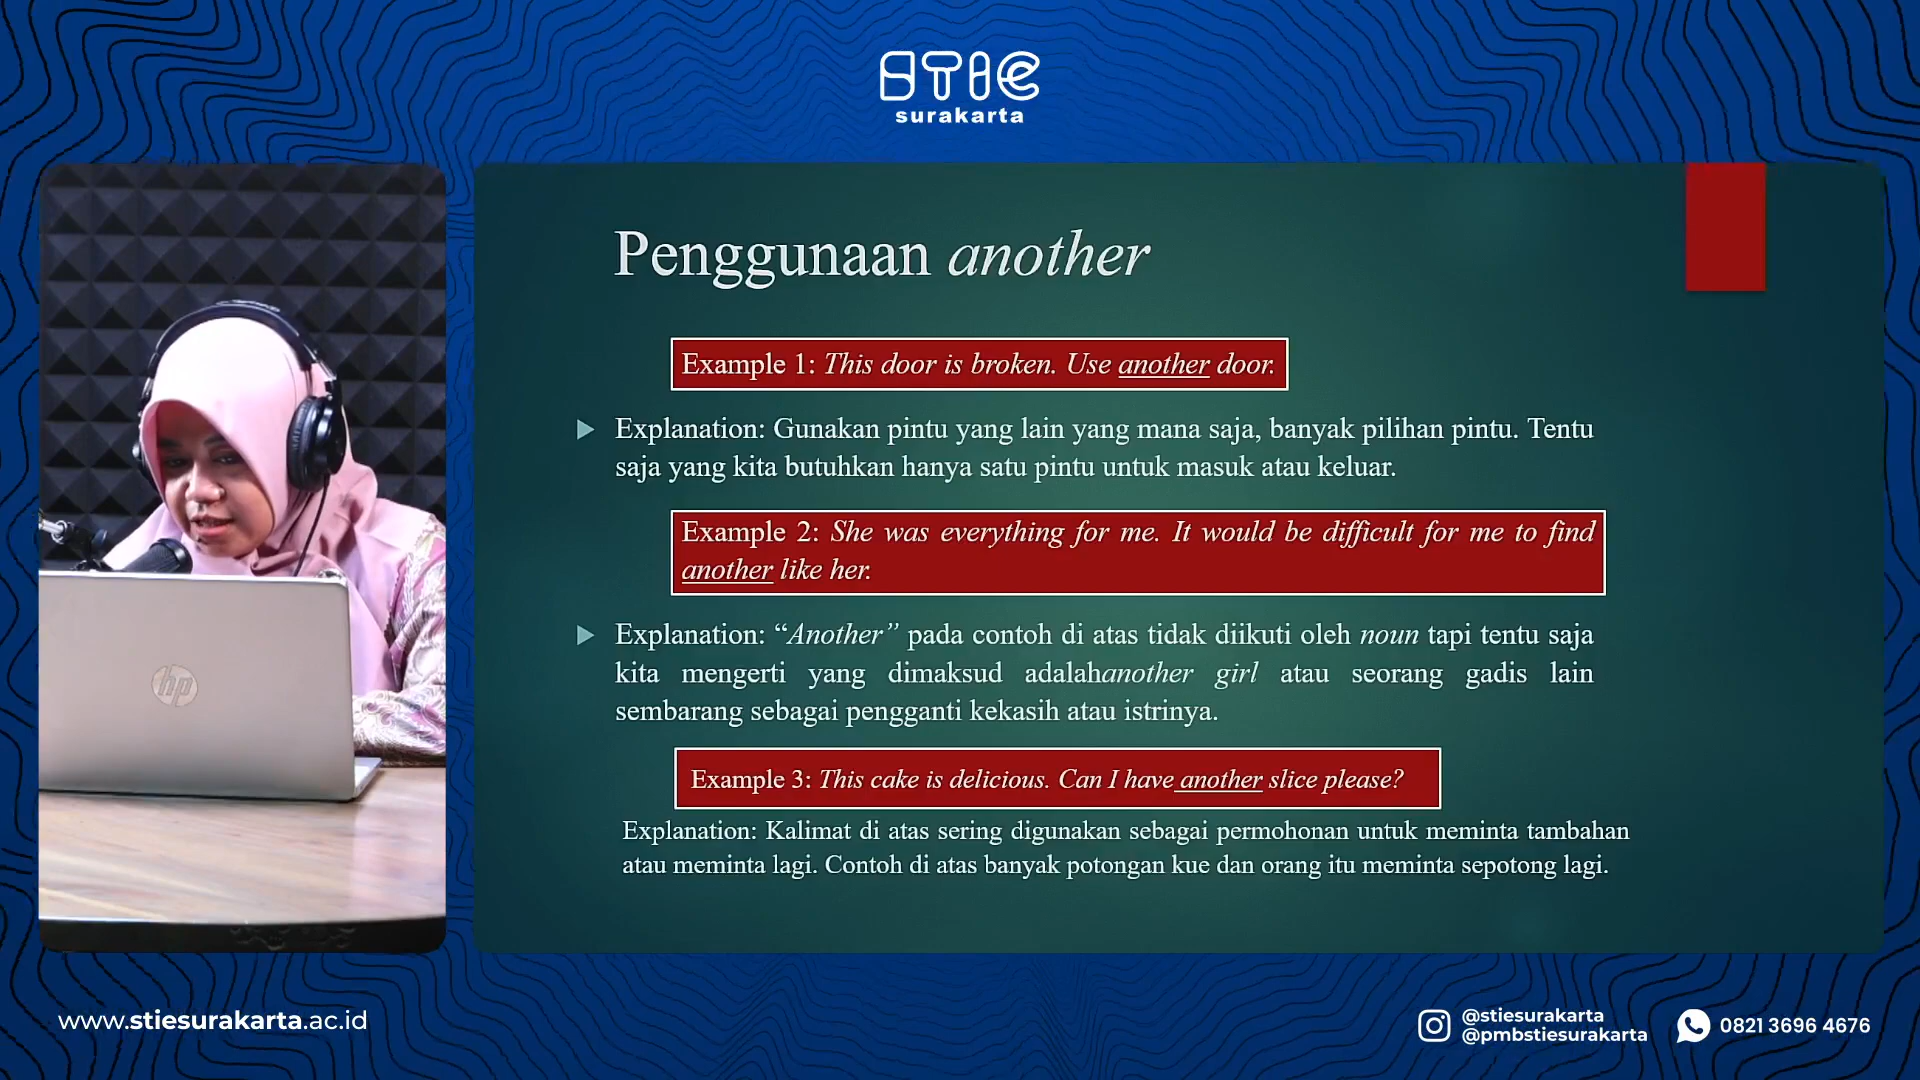 STIE
surakarta
Penggunaan another
Example 1: This door is broken. Use another door.
Explanation: Gunakan pintu yang lain yang mana saja, banyak pilihan pintu. Tentu
saja yang kita butuhkan hanya satu pintu untuk masuk atau keluar.
Example 2: She was everything for me. It would be difficult for me to find
another like her.
Explanation: “Another” pada contoh di atas tidak diikuti oleh noun tapi tentu saja
kita mengerti yang dimaksud adalahanother girl atau seorang gadis lain
sembarang sebagai pengganti kekasih atau istrinya.
Example 3: This cake is delicious. Can I have another slice please?
Explanation: Kalimat di atas sering digunakan sebagai permohonan untuk meminta tambahan
atau meminta lagi. Contoh di atas banyak potongan kue dan orang itu meminta sepotong lagi.
hp
www.stiesurakarta.ac.id
@stiesurakarta
@pmbstiesurakarta
0821 3696 4676